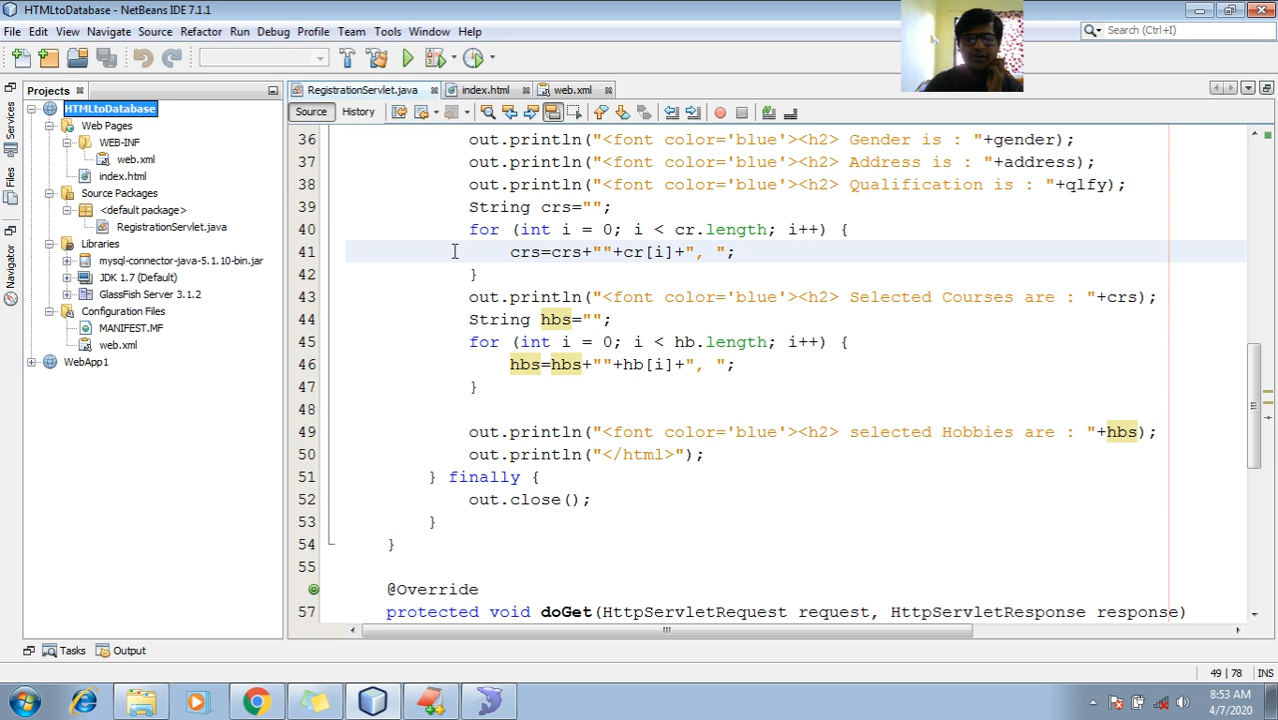 HTMLtoDatabase - NetBeans IDE 7.1.1
File Edit View Navigate Source Refactor Run Debug Profile Team Tools Window Help
Search (Ctrl+I)
Projects
RegistrationServlet.java
index.html
web.xml
Source
History
Services
Files
Navigator
HTMLtoDatabase
Web Pages
WEB-INF
web.xml
index.html
Source Packages
<default package>
RegistrationServlet.java
Libraries
mysql-connector-java-5.1.10-bin.jar
JDK 1.7 (Default)
GlassFish Server 3.1.2
Configuration Files
MANIFEST.MF
web.xml
WebApp1
36 out.println("<font color='blue'><h2> Gender is : "+gender);
37 out.println("<font color='blue'><h2> Address is : "+address);
38 out.println("<font color='blue'><h2> Qualification is : "+qlfy);
39 String crs="";
40 for (int i = 0; i < cr.length; i++) {
41 crs=crs+""+cr[i]+", ";
42 }
43 out.println("<font color='blue'><h2> Selected Courses are : "+crs);
44 String hbs="";
45 for (int i = 0; i < hb.length; i++) {
46 hbs=hbs+""+hb[i]+", ";
47 }
48
49 out.println("<font color='blue'><h2> selected Hobbies are : "+hbs);
50 out.println("</html>");
51 } finally {
52 out.close();
53 }
54 }
55
@Override
57 protected void doGet(HttpServletRequest request, HttpServletResponse response)
Tasks
Output
49 | 78 INS
8:53 AM
4/7/2020